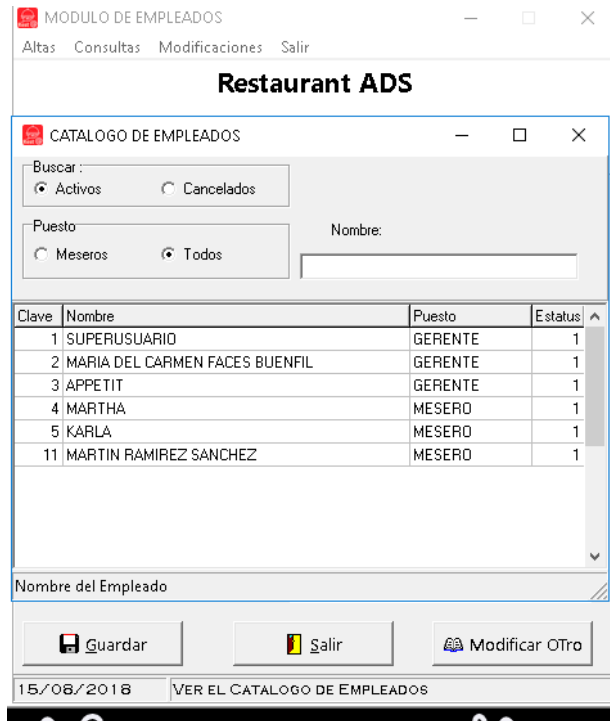 MODULO DE EMPLEADOS
Altas Consultas Modificaciones Salir
Restaurant ADS
CATALOGO DE EMPLEADOS
Buscar :
Activos Cancelados
Puesto
Meseros Todos
Nombre:
Clave Nombre Puesto Estatus
1 SUPERUSUARIO GERENTE 1
2 MARIA DEL CARMEN FACES BUENFIL GERENTE 1
3 APPETIT GERENTE 1
4 MARTHA MESERO 1
5 KARLA MESERO 1
11 MARTIN RAMIREZ SANCHEZ MESERO 1
Nombre del Empleado
Guardar Salir Modificar OTro
15/08/2018 VER EL CATALOGO DE EMPLEADOS